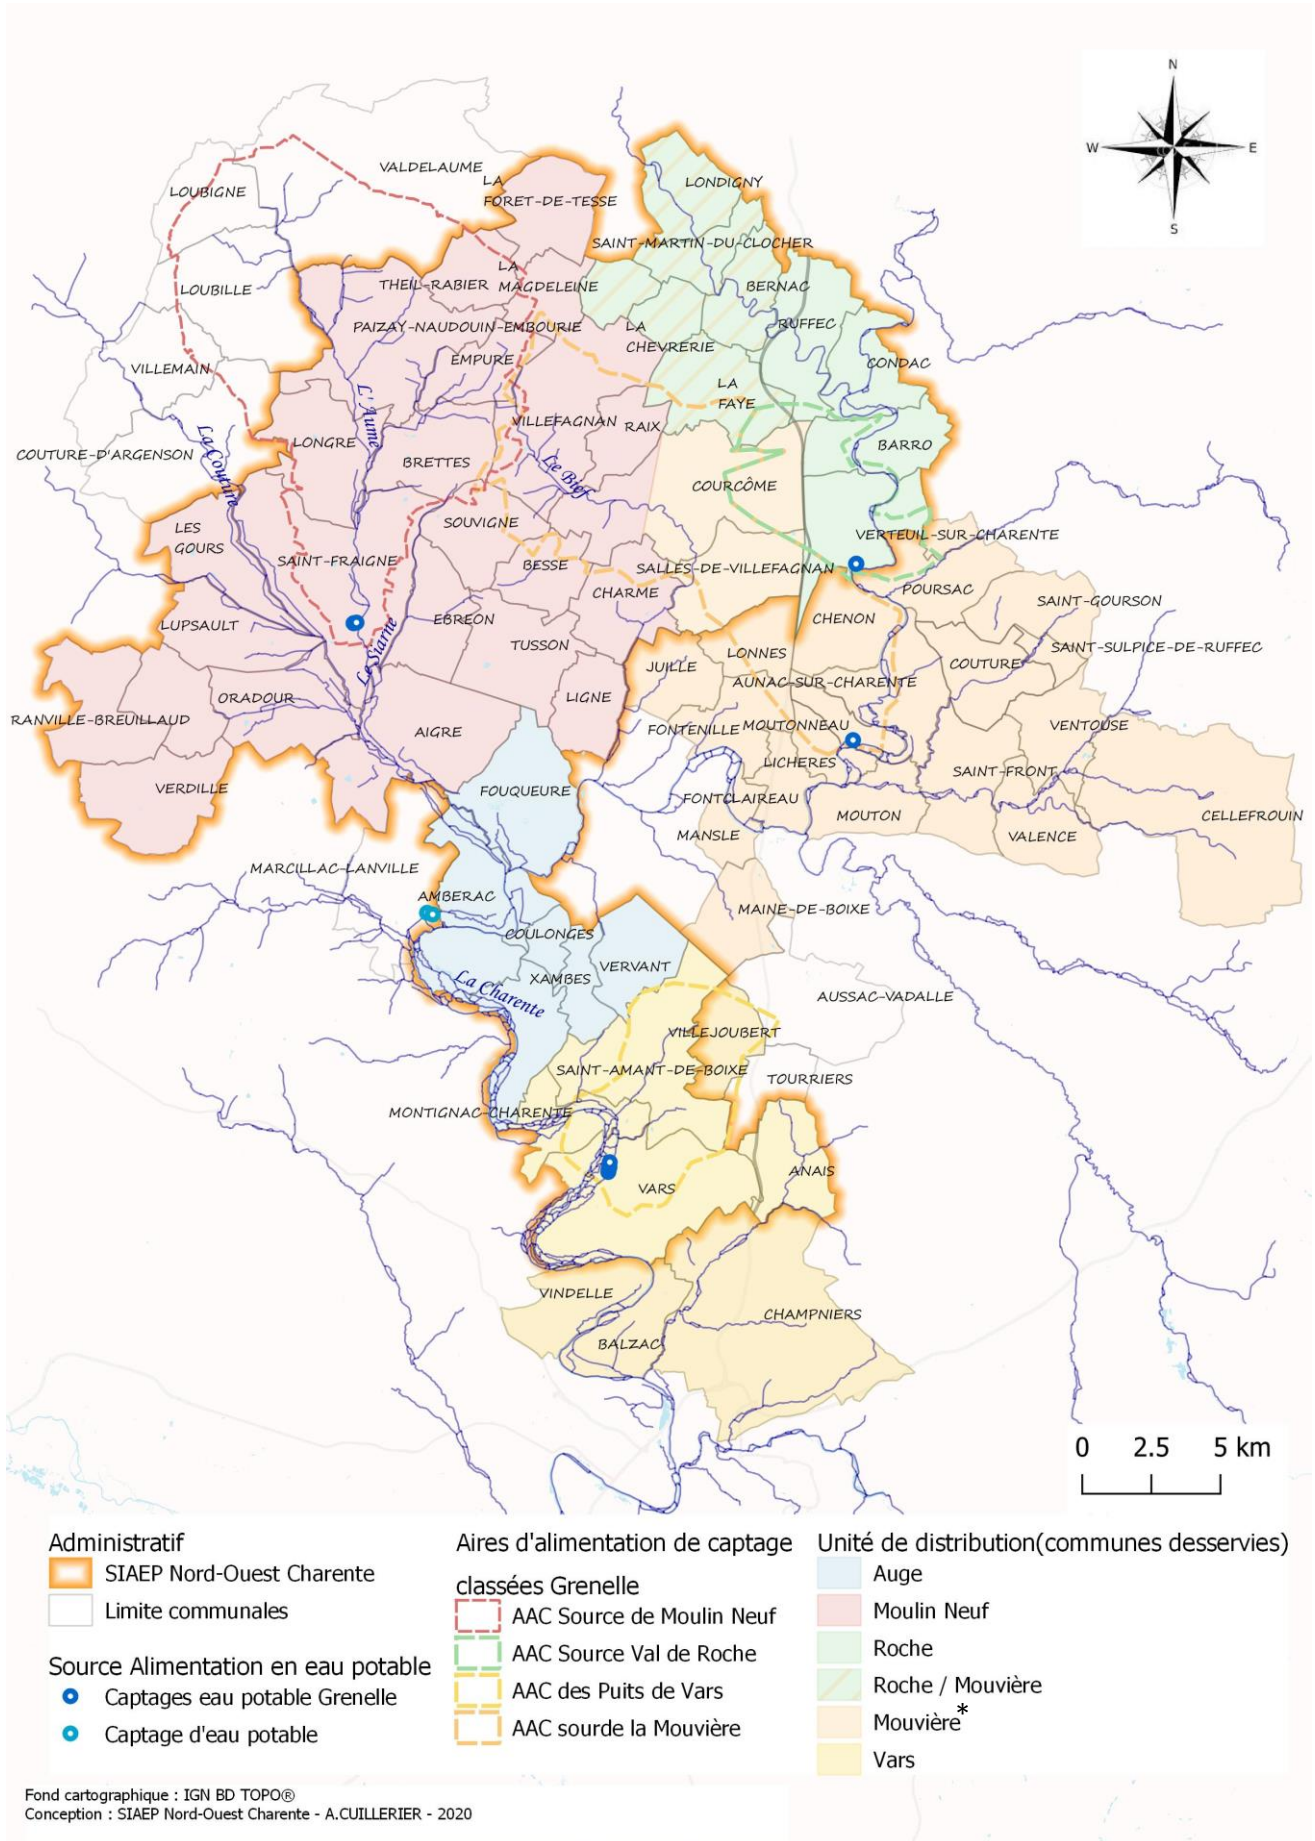 N
W
E
S
VALDELAUME
LOUBIGNE
LA
FORET-DE-TESSE
LONDIGNY
SAINT-MARTIN-DU-CLOCHER
LOUBILLE
THEIL-RABIER
LA
MAGDELEINE
BERNAC
PAIZAY-NAUDOUIN-EMBOURIE
LA
CHEVRERIE
RUFFEC
VILLEMAIN
EMPURE
CONDAC
LA
FAYE
L'Aume
VILLEFAGNAN
RAIX
LONGRE
BARRO
COUTURE-D'ARGENSON
La Couture
BRETTES
Le Bief
COURCÔME
LES
GOURS
SOUVIGNE
VERTEUIL-SUR-CHARENTE
SAINT-FRAIGNE
BESSE
SALLES-DE-VILLEFAGNAN
CHARME
POURSAC
SAINT-GOURSON
LUPSAULT
EBREON
CHENON
Le Siarne
TUSSON
LONNES
SAINT-SULPICE-DE-RUFFEC
JUILLE
COUTURE
AUNAC-SUR-CHARENTE
ORADOUR
LIGNE
RANVILLE-BREUILLAUD
AIGRE
FONTENILLE
MOUTONNEAU
VENTOUSE
LICHERES
SAINT-FRONT
VERDILLE
FOUQUEURE
FONTCLAIREAU
MOUTON
CELLEFROUIN
MANSLE
VALENCE
MARCILLAC-LANVILLE
AMBERAC
MAINE-DE-BOIXE
COULONGES
XAMBES
VERVANT
La Charente
AUSSAC-VADALLE
VILLEJOUBERT
SAINT-AMANT-DE-BOIXE
TOURRIERS
MONTIGNAC-CHARENTE
ANAIS
VARS
VINDELLE
CHAMPNIERS
BALZAC
0 2.5 5 km
Administratif
SIAEP Nord-Ouest Charente
Limite communales
Source Alimentation en eau potable
Captages eau potable Grenelle
Captage d'eau potable
Aires d'alimentation de captage
classées Grenelle
AAC Source de Moulin Neuf
AAC Source Val de Roche
AAC des Puits de Vars
AAC sourde la Mouvière
Unité de distribution(communes desservies)
Auge
Moulin Neuf
Roche
Roche / Mouvière
Mouvière*
Vars
Fond cartographique : IGN BD TOPO®
Conception : SIAEP Nord-Ouest Charente - A.CUILLERIER - 2020